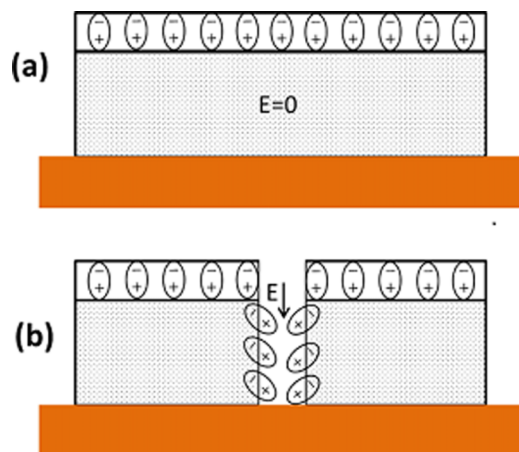 − − − − − − − − − − −
+ + + + + + + + + + +
(a)
E=0
− − − − − − − − − −
+ + + + + + + + + +
E
− + + −
− + + −
(b)
− + + −